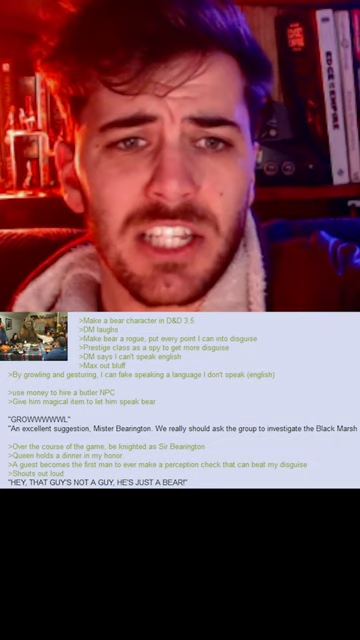 EDGE OF THE EMPIRE
>Make a bear character in D&D 3.5
>DM laughs
>Make bear a rogue, put every point I can into disguise
>Prestige class as a spy to get more disguise
>DM says I can't speak english
>Max out bluff
>By growling and gesturing, I can fake speaking a language I don't speak (english)
>use money to hire a butler NPC
>Give him magical item to let him speak bear
"GROWWWWWL"
"An excellent suggestion, Mister Bearington. We really should ask the group to investigate the Black Marsh
>Over the course of the game, be knighted as Sir Bearington
>Queen holds a dinner in my honor
>A guest becomes the first man to ever make a perception check that can beat my disguise
>Shouts out loud
"HEY, THAT GUY'S NOT A GUY, HE'S JUST A BEAR!"